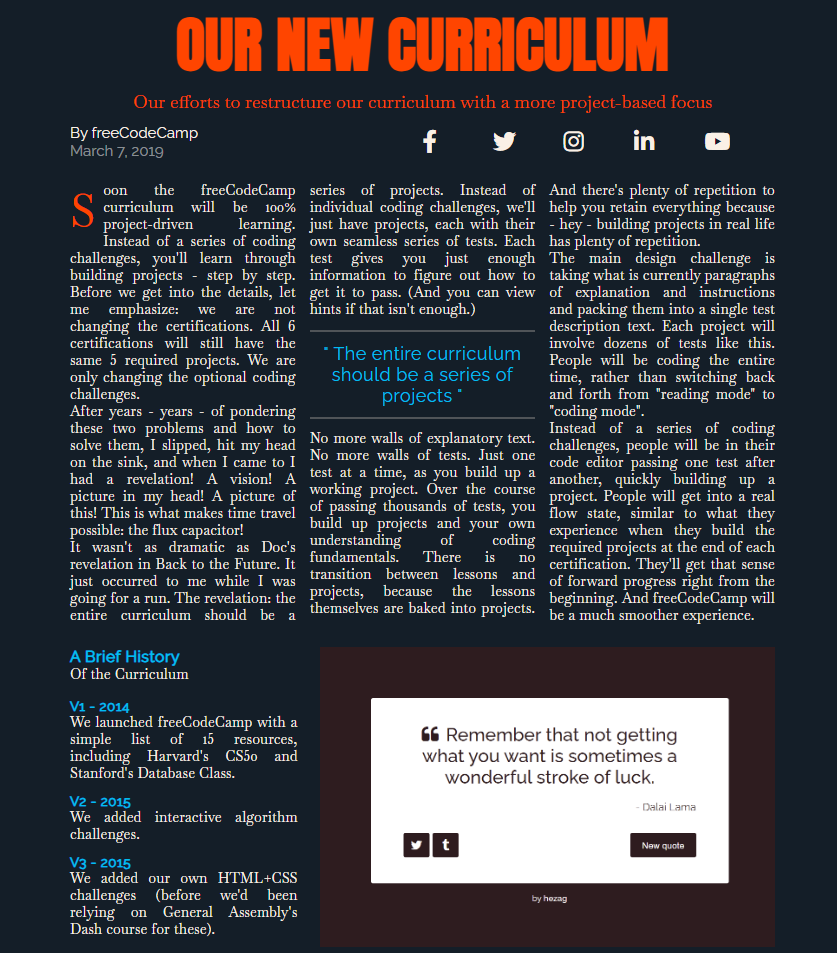 OUR NEW CURRICULUM
Our efforts to restructure our curriculum with a more project-based focus
By freeCodeCamp
March 7, 2019
Soon the freeCodeCamp
curriculum will be 100%
project-driven learning.
Instead of a series of coding
challenges, you'll learn through
building projects - step by step.
Before we get into the details, let
me emphasize: we are not
changing the certifications. All 6
certifications will still have the
same 5 required projects. We are
only changing the optional coding
challenges.
After years - years - of pondering
these two problems and how to
solve them, I slipped, hit my head
on the sink, and when I came to I
had a revelation! A vision! A
picture in my head! A picture of
this! This is what makes time travel
possible: the flux capacitor!
It wasn't as dramatic as Doc's
revelation in Back to the Future. It
just occurred to me while I was
going for a run. The revelation: the
entire curriculum should be a
series of projects. Instead of
individual coding challenges, we'll
just have projects, each with their
own seamless series of tests. Each
test gives you just enough
information to figure out how to
get it to pass. (And you can view
hints if that isn't enough.)
" The entire curriculum
should be a series of
projects "
No more walls of explanatory text.
No more walls of tests. Just one
test at a time, as you build up a
working project. Over the course
of passing thousands of tests, you
build up projects and your own
understanding of coding
fundamentals. There is no
transition between lessons and
projects, because the lessons
themselves are baked into projects.
And there's plenty of repetition to
help you retain everything because
- hey - building projects in real life
has plenty of repetition.
The main design challenge is
taking what is currently paragraphs
of explanation and instructions
and packing them into a single test
description text. Each project will
involve dozens of tests like this.
People will be coding the entire
time, rather than switching back
and forth from "reading mode" to
"coding mode".
Instead of a series of coding
challenges, people will be in their
code editor passing one test after
another, quickly building up a
project. People will get into a real
flow state, similar to what they
experience when they build the
required projects at the end of each
certification. They'll get that sense
of forward progress right from the
beginning. And freeCodeCamp will
be a much smoother experience.
A Brief History
Of the Curriculum
V1 - 2014
We launched freeCodeCamp with a
simple list of 15 resources,
including Harvard's CS50 and
Stanford's Database Class.
V2 - 2015
We added interactive algorithm
challenges.
V3 - 2015
We added our own HTML+CSS
challenges (before we'd been
relying on General Assembly's
Dash course for these).
“ Remember that not getting
what you want is sometimes a
wonderful stroke of luck.
- Dalai Lama
New quote
by hezag